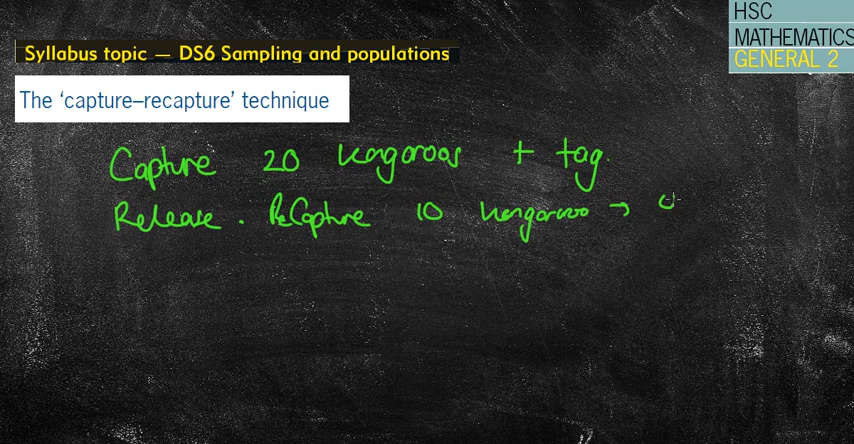 HSC
MATHEMATICS
GENERAL 2
Syllabus topic — DS6 Sampling and populations
The ‘capture–recapture’ technique
Capture 20 kangaroos + tag.
Release. ReCapture 10 kangaroos →